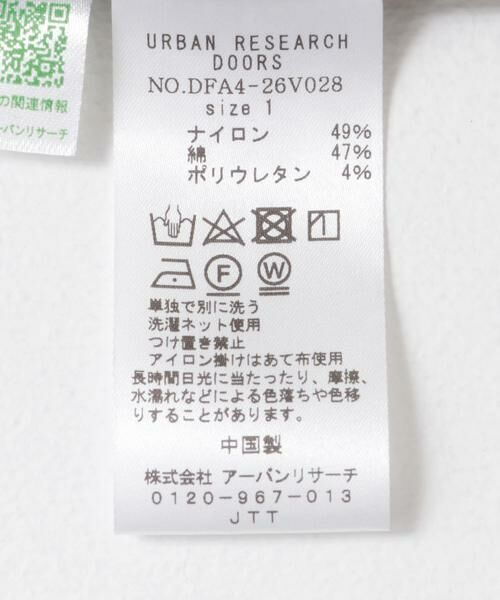 の関連情報
ーバンリサーチ
URBAN RESEARCH
DOORS
NO.DFA4-26V028
size 1
ナイロン 49%
綿 47%
ポリウレタン 4%
F W
単独で別に洗う
洗濯ネット使用
つけ置き禁止
アイロン掛けはあて布使用
長時間日光に当たったり、摩擦、
水濡れなどによる色落ちや色移
りすることがあります。
中国製
株式会社 アーバンリサーチ
0120-967-013
JTT